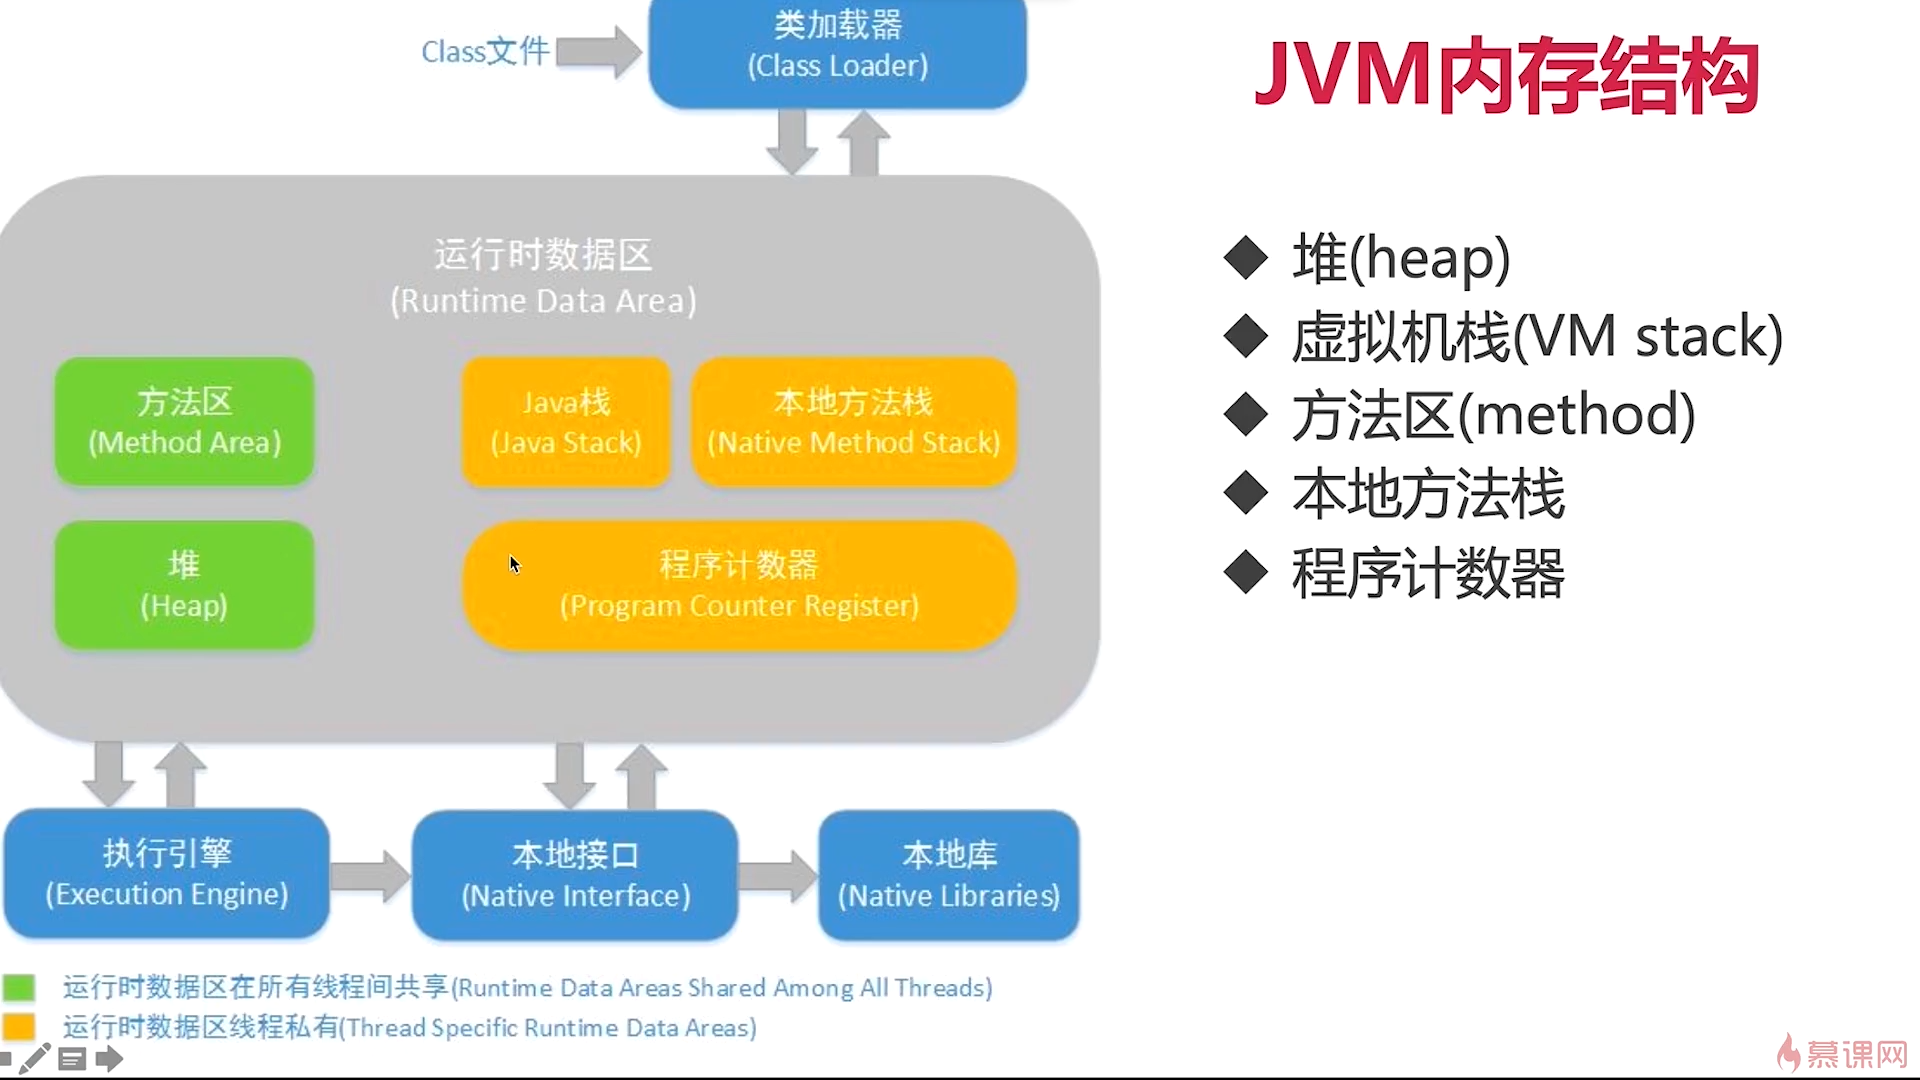 Class文件
类加载器
(Class Loader)
运行时数据区
(Runtime Data Area)
方法区
(Method Area)
Java栈
(Java Stack)
本地方法栈
(Native Method Stack)
堆
(Heap)
程序计数器
(Program Counter Register)
执行引擎
(Execution Engine)
本地接口
(Native Interface)
本地库
(Native Libraries)
运行时数据区在所有线程间共享(Runtime Data Areas Shared Among All Threads)
运行时数据区线程私有(Thread Specific Runtime Data Areas)
JVM内存结构
堆(heap)
虚拟机栈(VM stack)
方法区(method)
本地方法栈
程序计数器
慕课网